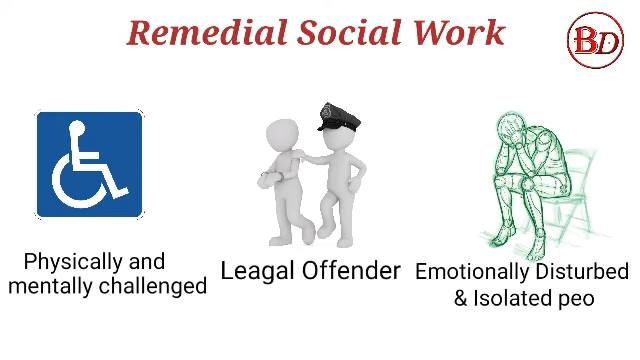 Remedial Social Work
BD
Physically and
mentally challenged
Leagal Offender
Emotionally Disturbed
& Isolated peo